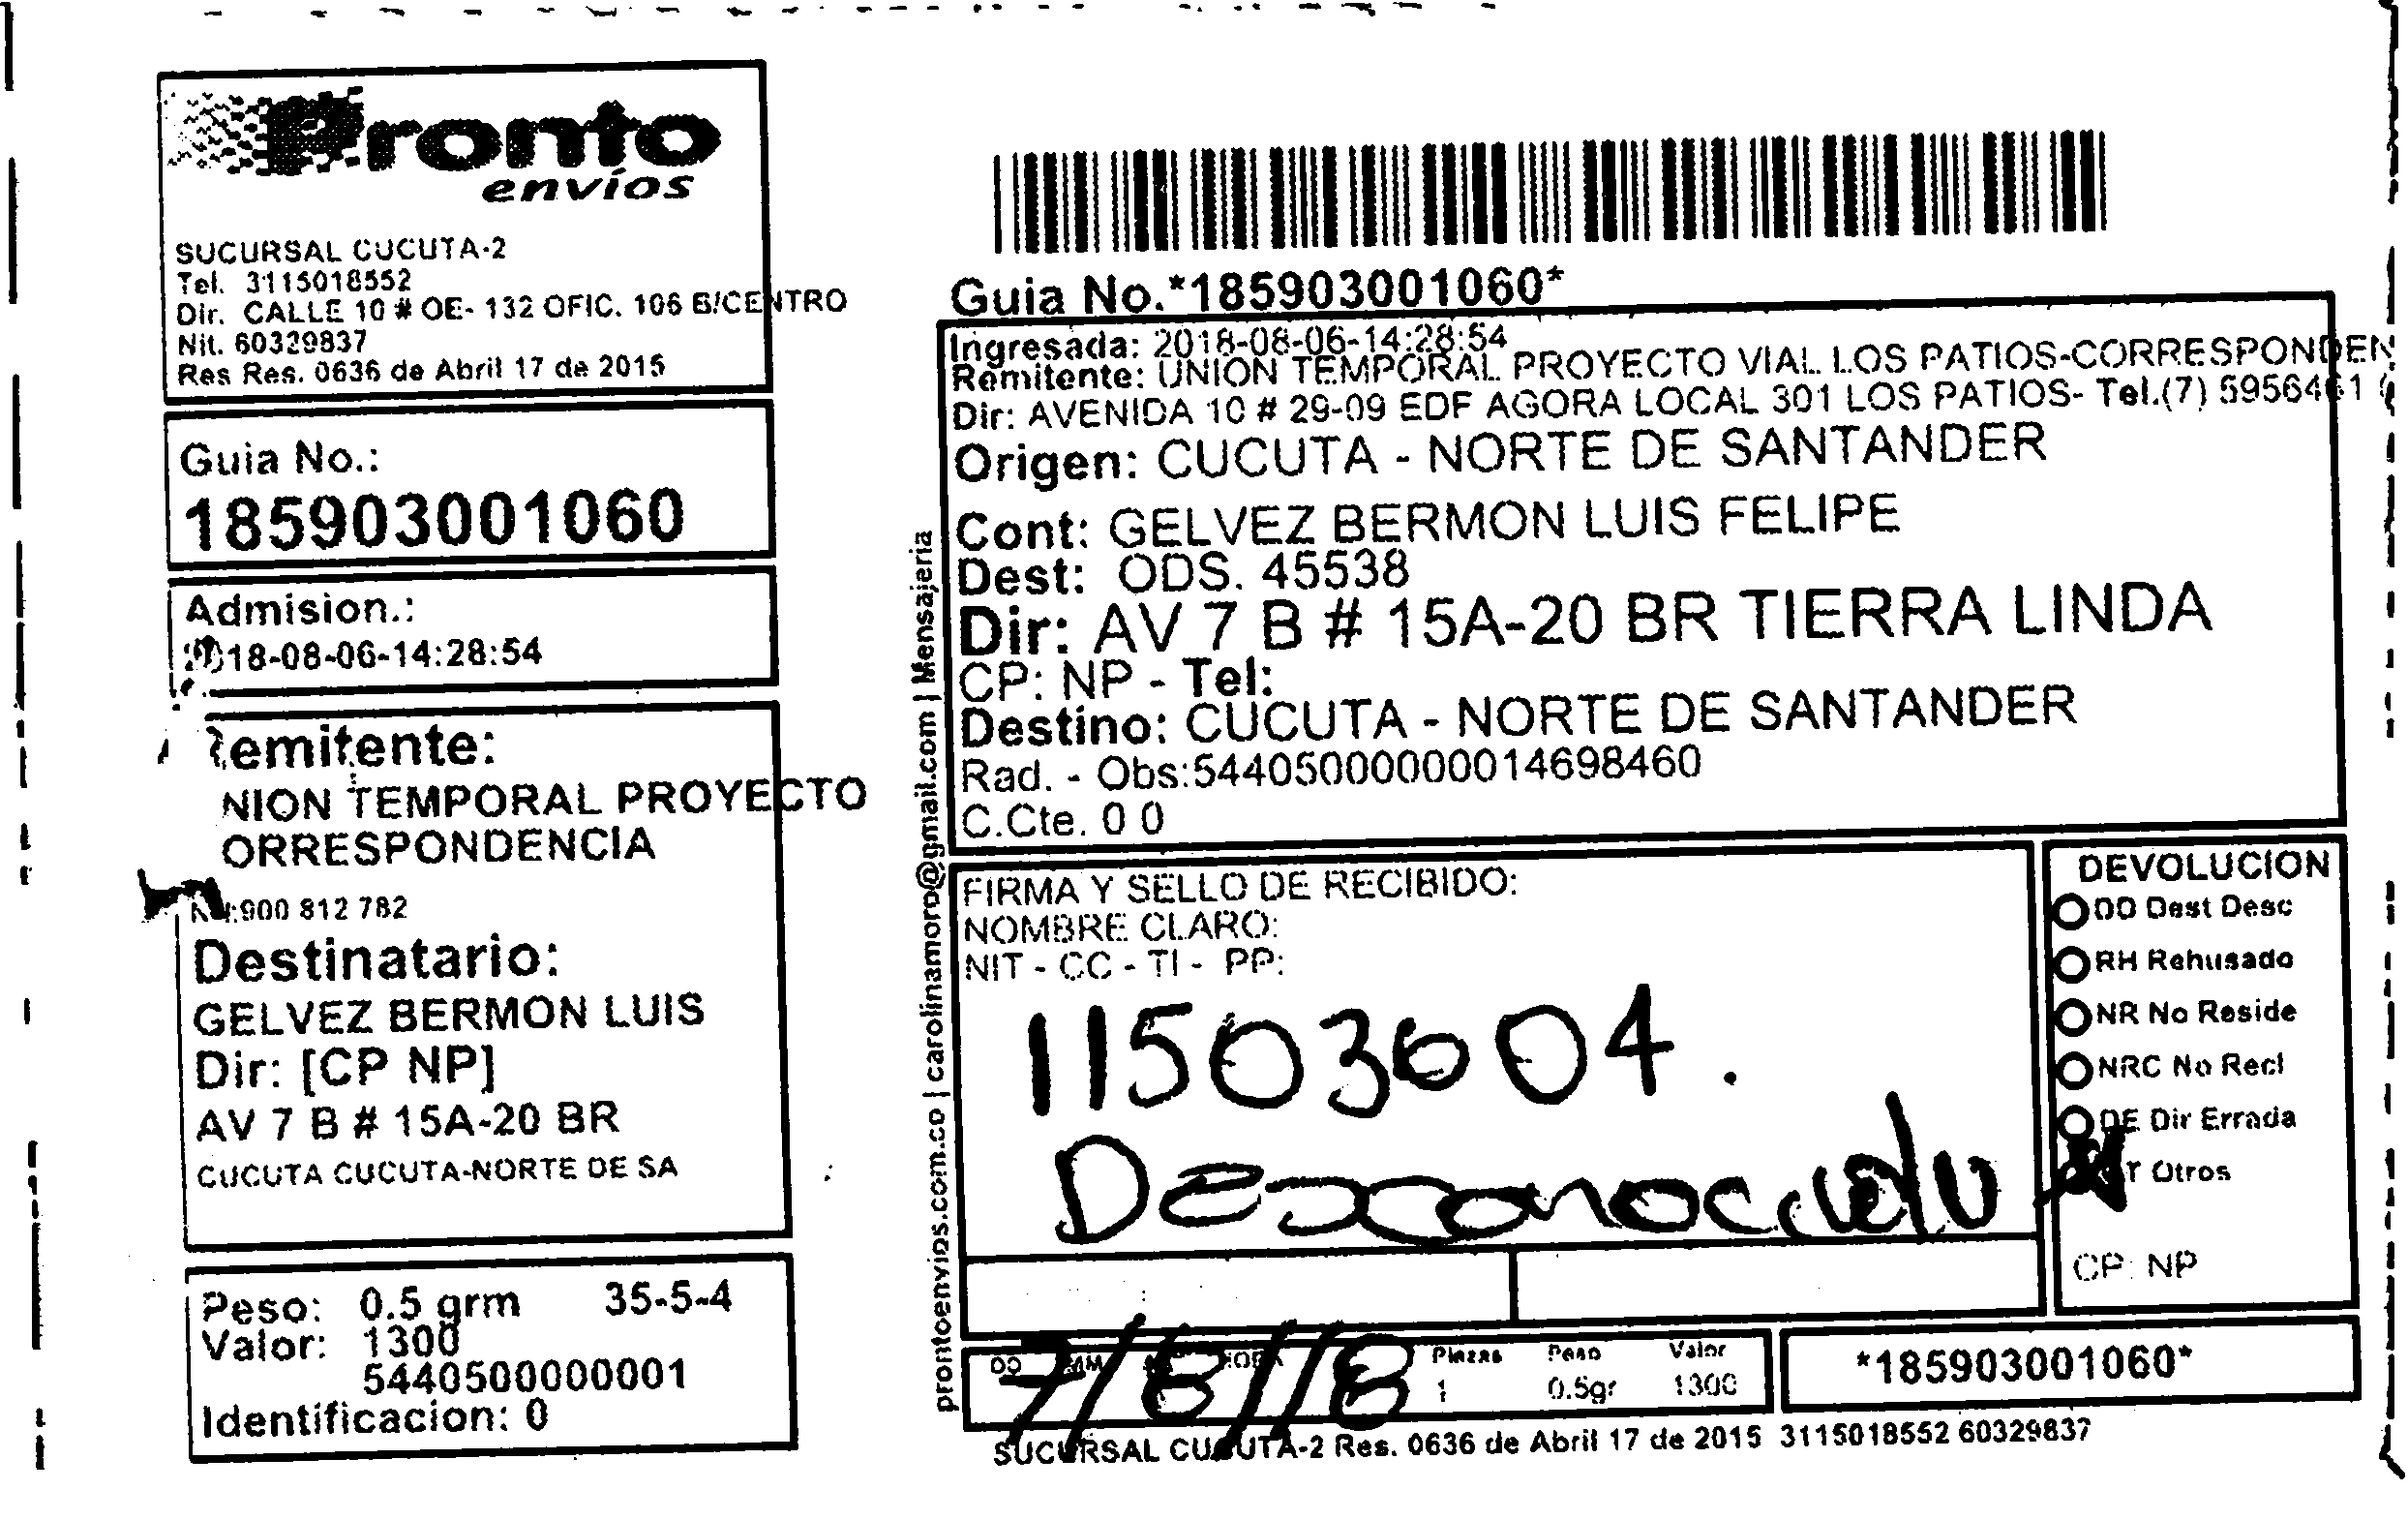 Pronto
envíos
SUCURSAL CUCUTA-2
Tel. 3115018552
Dir. CALLE 10 # OE- 132 OFIC. 106 B/CENTRO
Nit. 60329837
Res Res. 0636 de Abril 17 de 2015
Guia No.:
185903001060
Admision.:
2018-08-06-14:28:54
Remitente:
NION TEMPORAL PROYECTO
ORRESPONDENCIA
Nit:900 812 782
Destinatario:
GELVEZ BERMON LUIS
Dir: [CP NP]
AV 7 B # 15A-20 BR
CUCUTA CUCUTA-NORTE DE SA
Peso: 0.5 grm 35-5-4
Valor: 1300
5440500000001
Identificacion: 0
prontoenvios.com.co | carolinamoro@gmail.com | Mensajeria
Guia No.*185903001060*
Ingresada: 2018-08-06-14:28:54
Remitente: UNION TEMPORAL PROYECTO VIAL LOS PATIOS-CORRESPONDEN
Dir: AVENIDA 10 # 29-09 EDF AGORA LOCAL 301 LOS PATIOS- Tel.(7) 5956461 (
Origen: CUCUTA - NORTE DE SANTANDER
Cont: GELVEZ BERMON LUIS FELIPE
Dest: ODS. 45538
Dir: AV 7 B # 15A-20 BR TIERRA LINDA
CP: NP - Tel:
Destino: CUCUTA - NORTE DE SANTANDER
Rad. - Obs:544050000000014698460
C.Cte. 0 0
FIRMA Y SELLO DE RECIBIDO:
NOMBRE CLARO:
NIT - CC - TI - PP:
11503604.
Desconocido
DEVOLUCION
DD Dest Desc
RH Rehusado
NR No Reside
NRC No Recl
DE Dir Errada
OT Otros
CP: NP
DD MM HORA Piezas Peso Valor
7/8/18 1 0.5gr 1300
*185903001060*
SUCURSAL CUCUTA-2 Res. 0636 de Abril 17 de 2015 3115018552 60329837